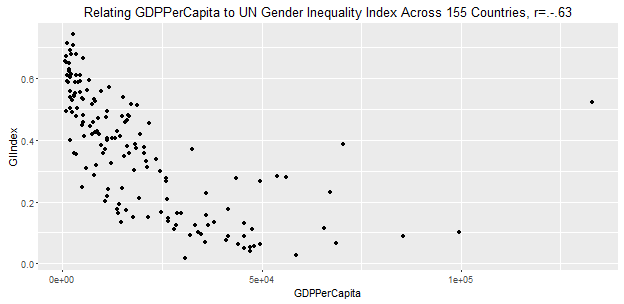 Relating GDPPerCapita to UN Gender Inequality Index Across 155 Countries, r=.-.63
GIIndex
0.6
0.4
0.2
0.0
0e+00
5e+04
1e+05
GDPPerCapita